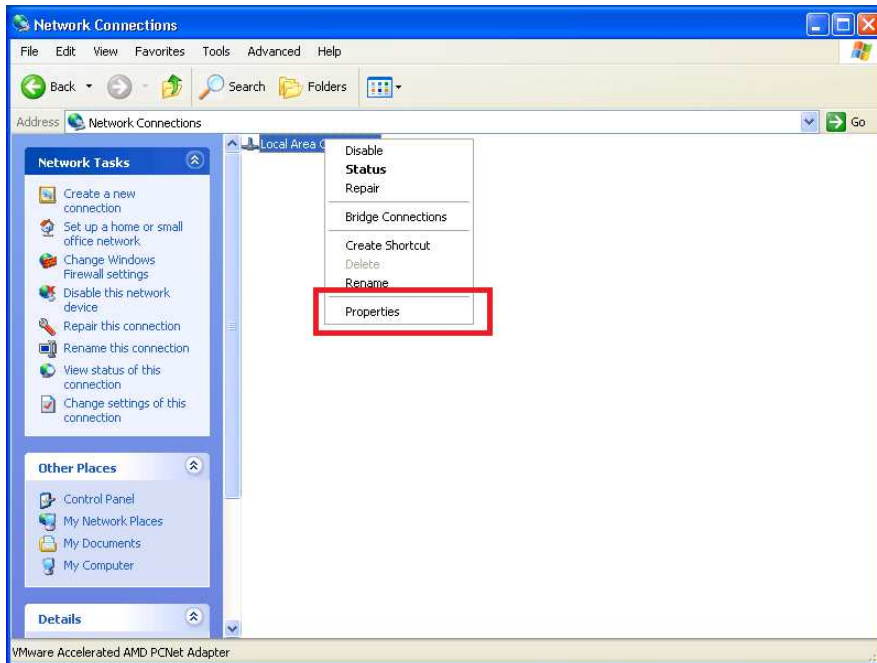 Network Connections
File Edit View Favorites Tools Advanced Help
Back Search Folders
Address Network Connections Go
Network Tasks
Create a new
connection
Set up a home or small
office network
Change Windows
Firewall settings
Disable this network
device
Repair this connection
Rename this connection
View status of this
connection
Change settings of this
connection
Other Places
Control Panel
My Network Places
My Documents
My Computer
Details
Local Area
Disable
Status
Repair
Bridge Connections
Create Shortcut
Delete
Rename
Properties
VMware Accelerated AMD PCNet Adapter